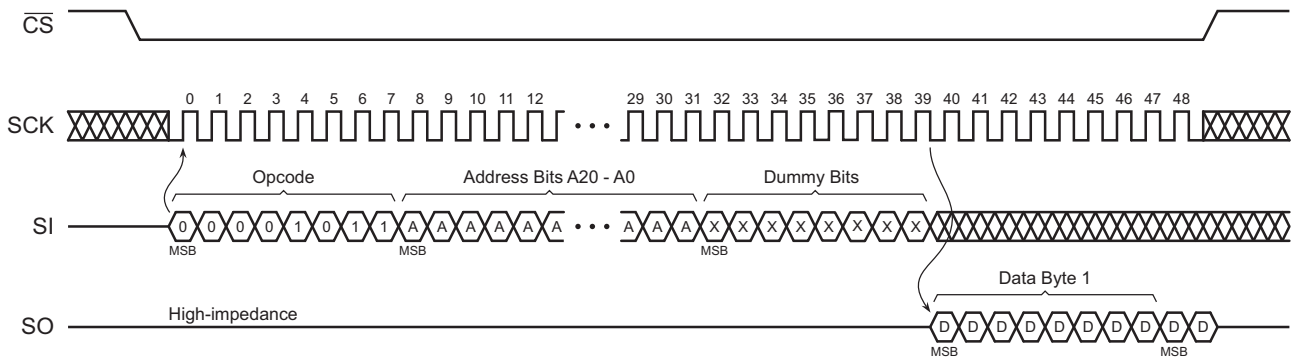 CS
0 1 2 3 4 5 6 7 8 9 10 11 12 29 30 31 32 33 34 35 36 37 38 39 40 41 42 43 44 45 46 47 48
SCK
Opcode Address Bits A20 - A0 Dummy Bits
SI 0 0 0 0 1 0 1 1 A A A A A A • • • A A A X X X X X X X X
MSB MSB MSB
Data Byte 1
High-impedance
SO D D D D D D D D D D
MSB MSB